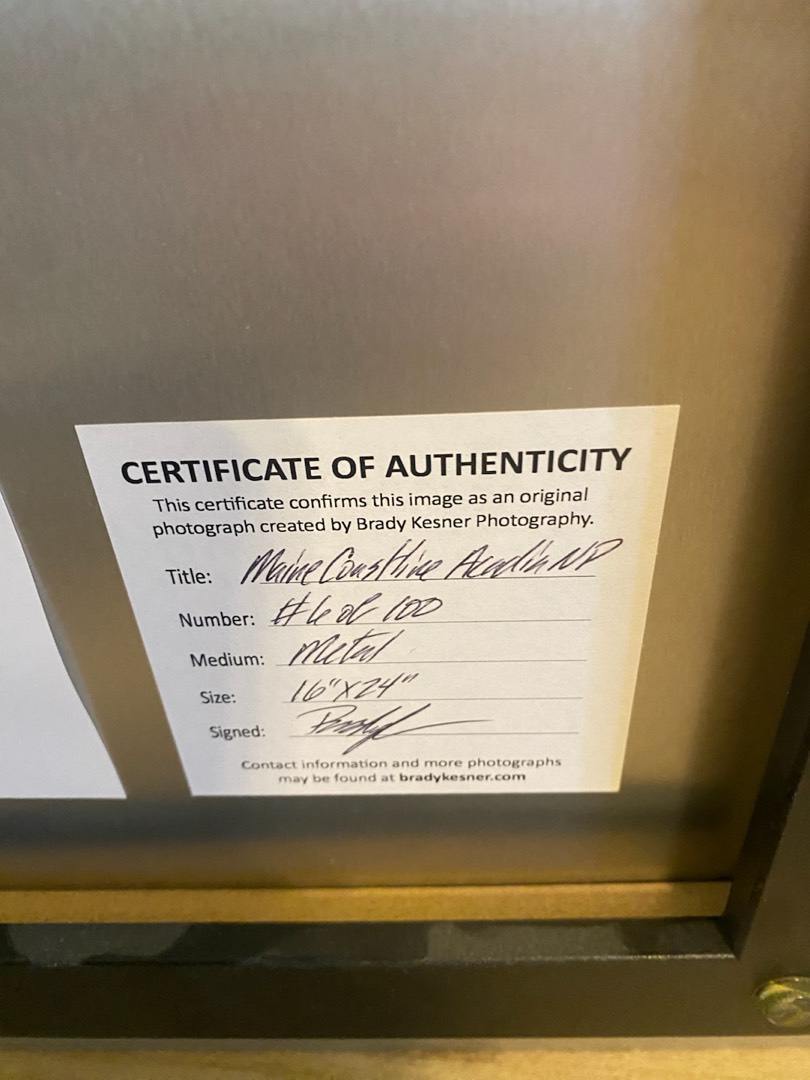 CERTIFICATE OF AUTHENTICITY
This certificate confirms this image as an original
photograph created by Brady Kesner Photography.
Title: Maine Coastline Acadia NP
Number: #6 of 100
Medium: Metal
Size: 16"X24"
Signed:
Contact information and more photographs
may be found at bradykesner.com